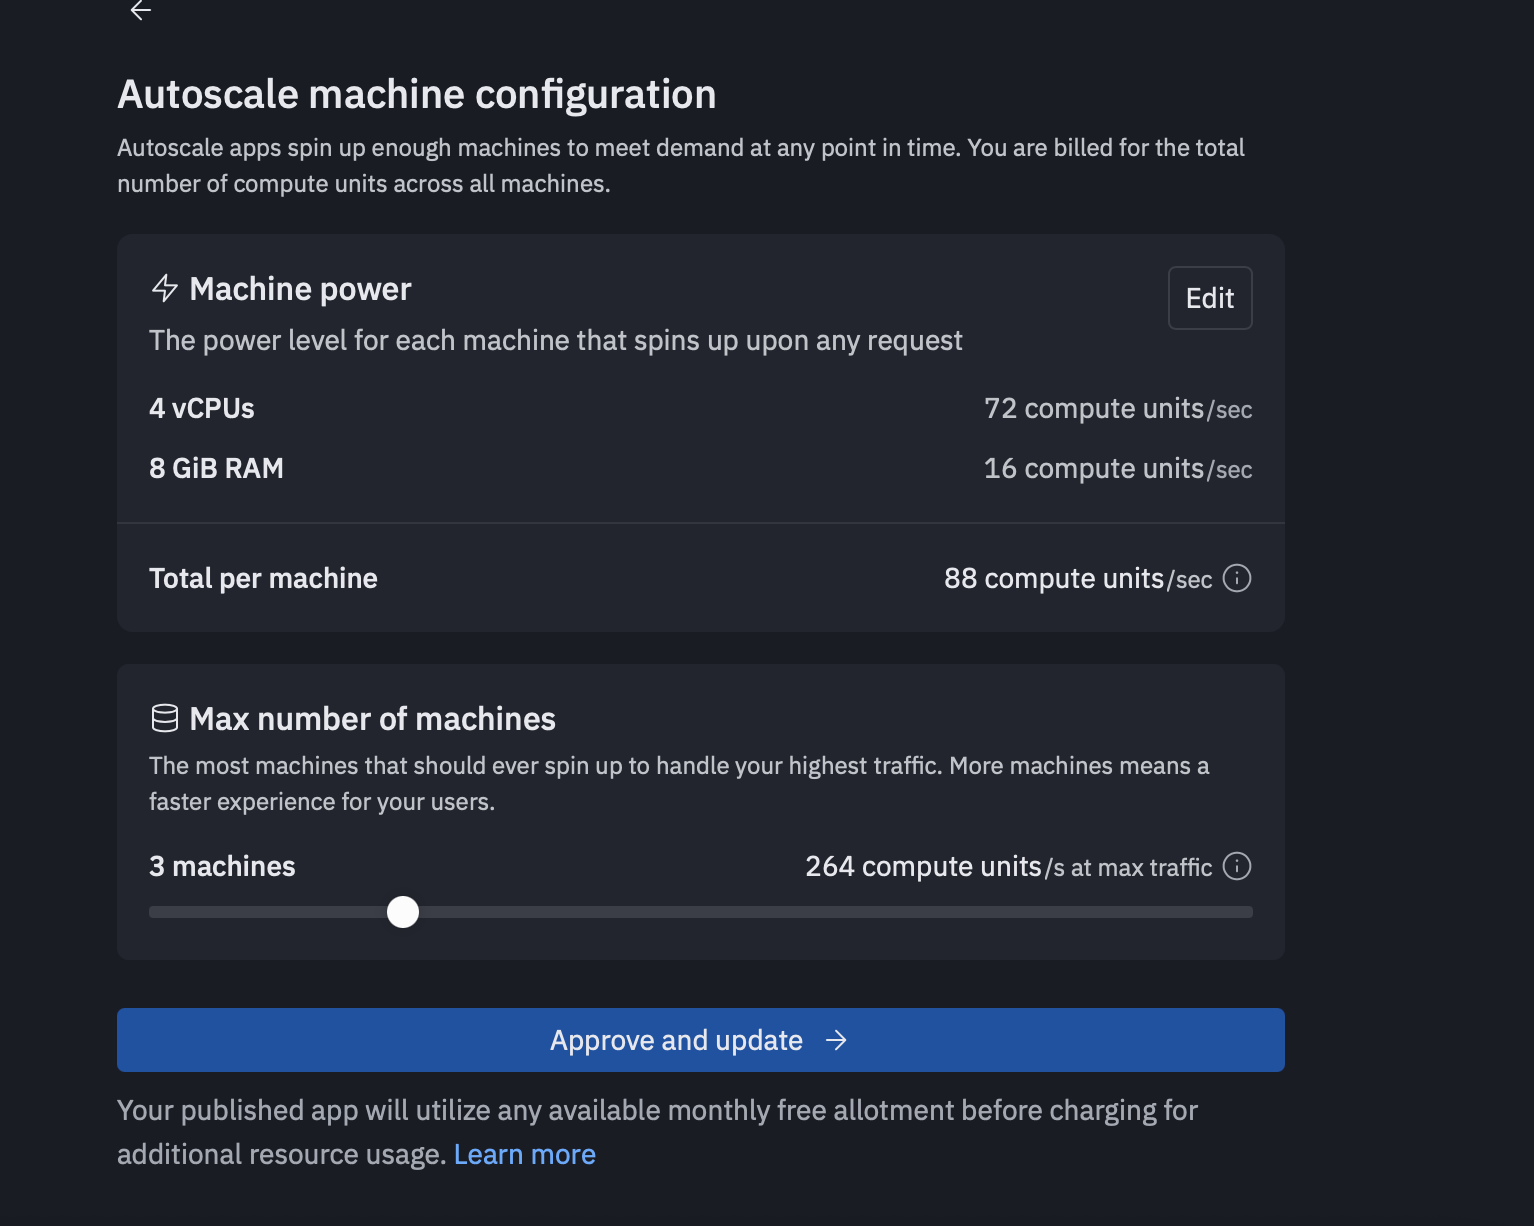 Autoscale machine configuration
Autoscale apps spin up enough machines to meet demand at any point in time. You are billed for the total
number of compute units across all machines.
Machine power
Edit
The power level for each machine that spins up upon any request
4 vCPUs 72 compute units/sec
8 GiB RAM 16 compute units/sec
Total per machine 88 compute units/sec
Max number of machines
The most machines that should ever spin up to handle your highest traffic. More machines means a
faster experience for your users.
3 machines 264 compute units/s at max traffic
Approve and update
Your published app will utilize any available monthly free allotment before charging for
additional resource usage. Learn more